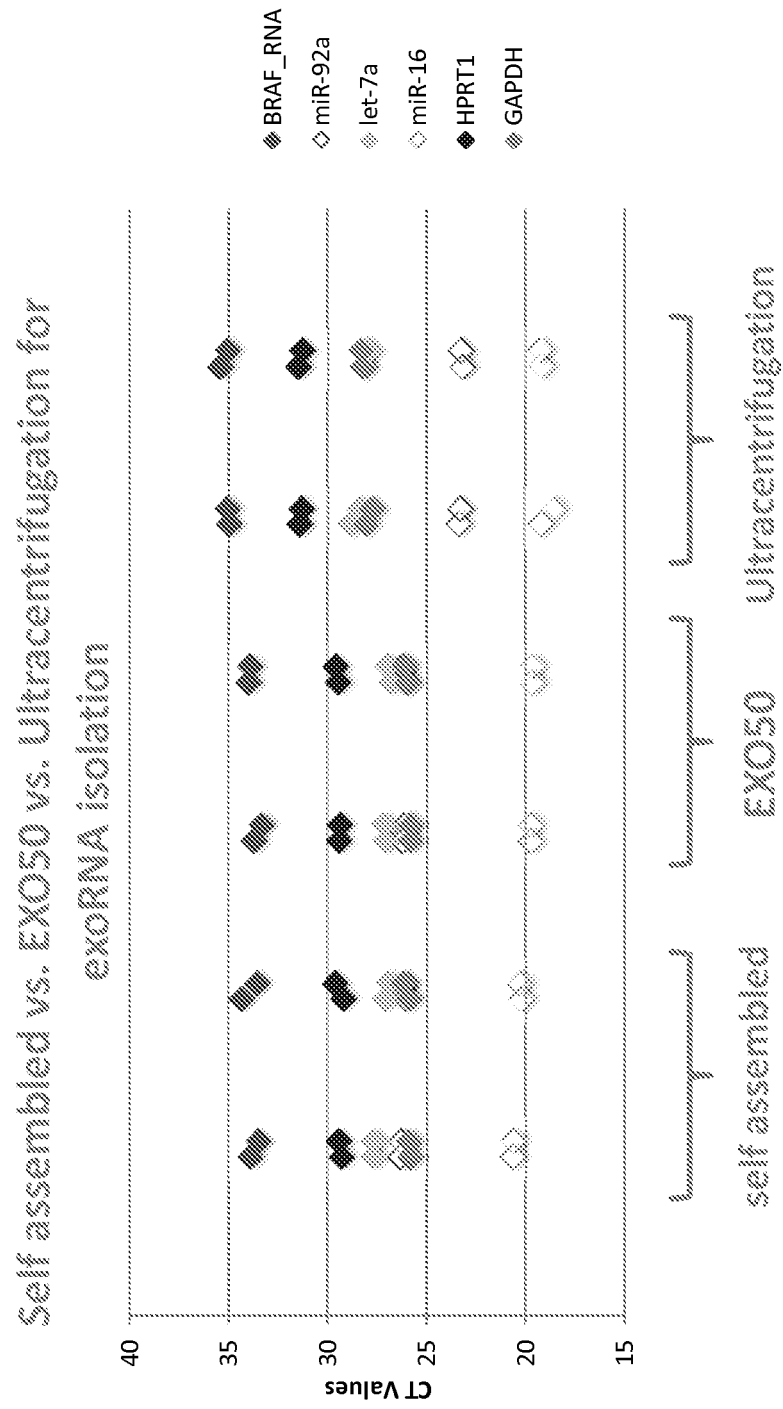 Self assembled vs. EXO50 vs. Ultracentrifugation for
exoRNA isolation
CT Values
40
35
30
25
20
15
BRAF_RNA
miR-92a
let-7a
miR-16
HPRT1
GAPDH
self assembled
EXO50
Ultracentrifugation